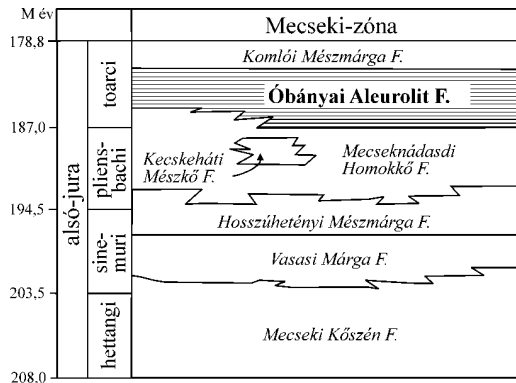 M év
Mecseki-zóna
178.8
Komlói Mészmárga F.
toarci
Óbányai Aleurolit F.
187.0
alsó-jura
pliens-
bachi
Kecskeháti
Mészkő F.
Mecseknádasdi
Homokkő F.
194.5
Hosszúhetényi Mészmárga F.
sine-
muri
Vasasi Márga F.
203.5
hettangi
Mecseki Kőszén F.
208.0